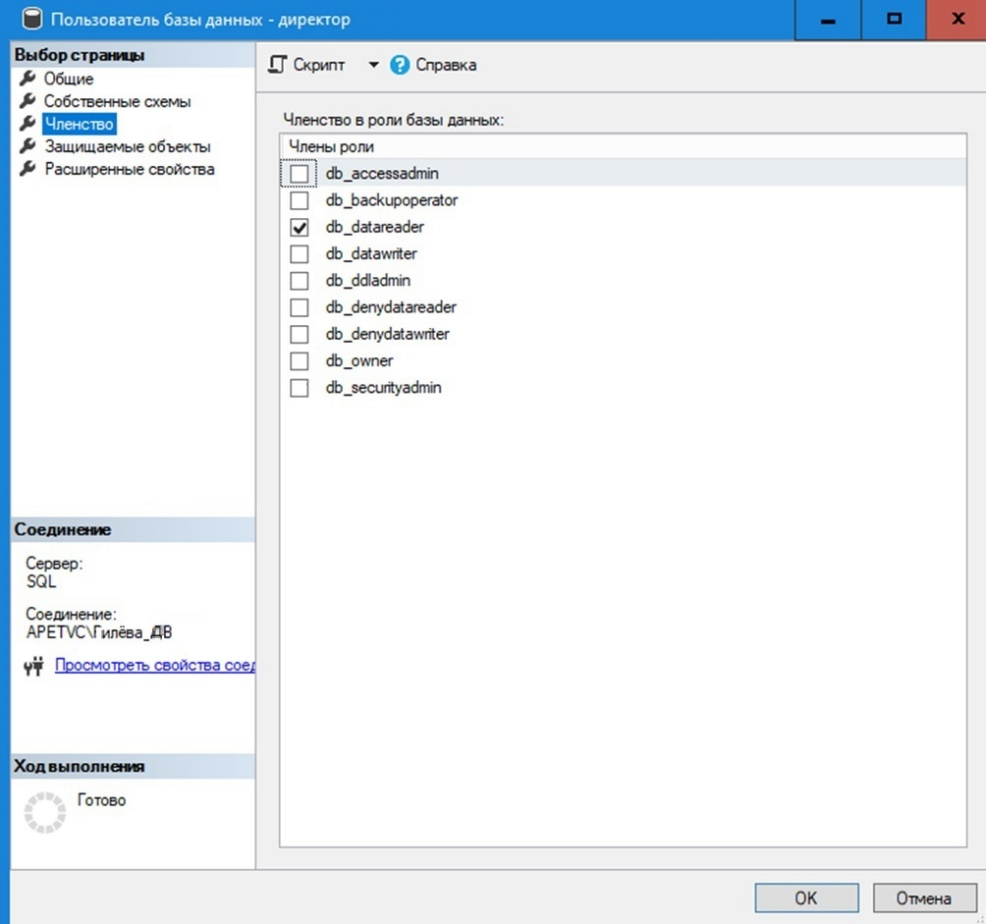 Пользователь базы данных - директор
Выбор страницы
Общие
Собственные схемы
Членство
Защищаемые объекты
Расширенные свойства
Скрипт
Справка
Членство в роли базы данных:
Члены роли
db_accessadmin
db_backupoperator
db_datareader
db_datawriter
db_ddladmin
db_denydatareader
db_denydatawriter
db_owner
db_securityadmin
Соединение
Сервер:
SQL
Соединение:
APETVC\Гилёва_ДВ
Просмотреть свойства соед
Ход выполнения
Готово
OK
Отмена